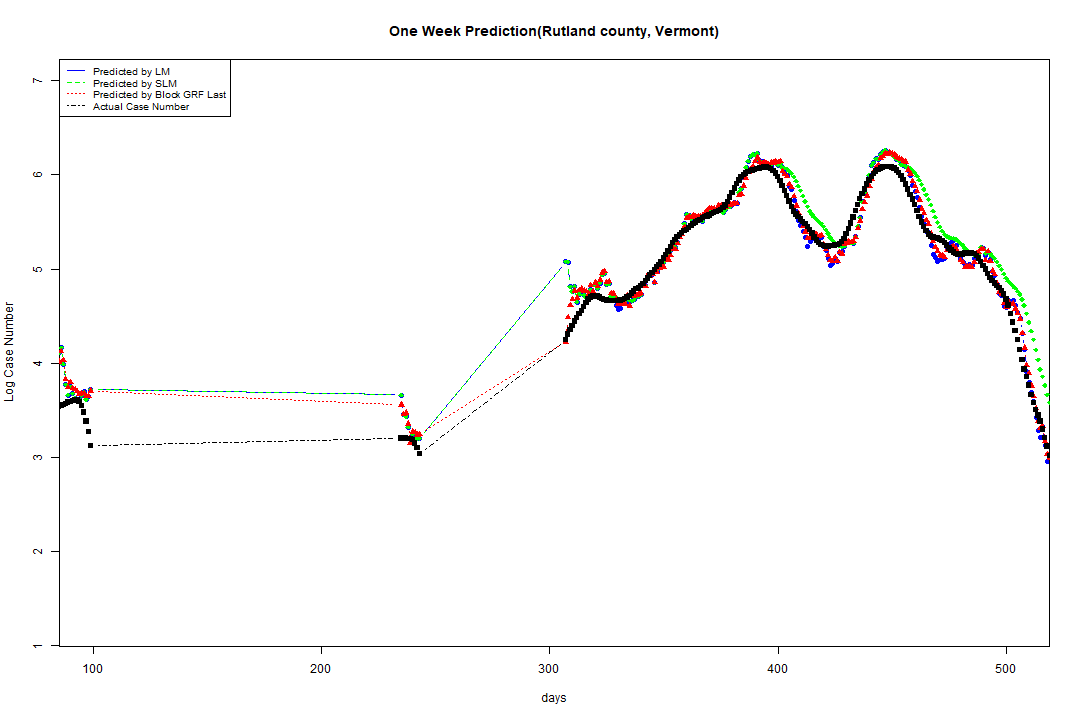 One Week Prediction(Rutland county, Vermont)
Predicted by LM
Predicted by SLM
Predicted by Block GRF Last
Actual Case Number
7
6
5
4
3
2
1
Log Case Number
100 200 300 400 500
days